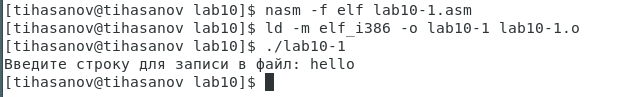 [tihasanov@tihasanov lab10]$ nasm -f elf lab10-1.asm
[tihasanov@tihasanov lab10]$ ld -m elf_i386 -o lab10-1 lab10-1.o
[tihasanov@tihasanov lab10]$ ./lab10-1
Введите строку для записи в файл: hello
[tihasanov@tihasanov lab10]$